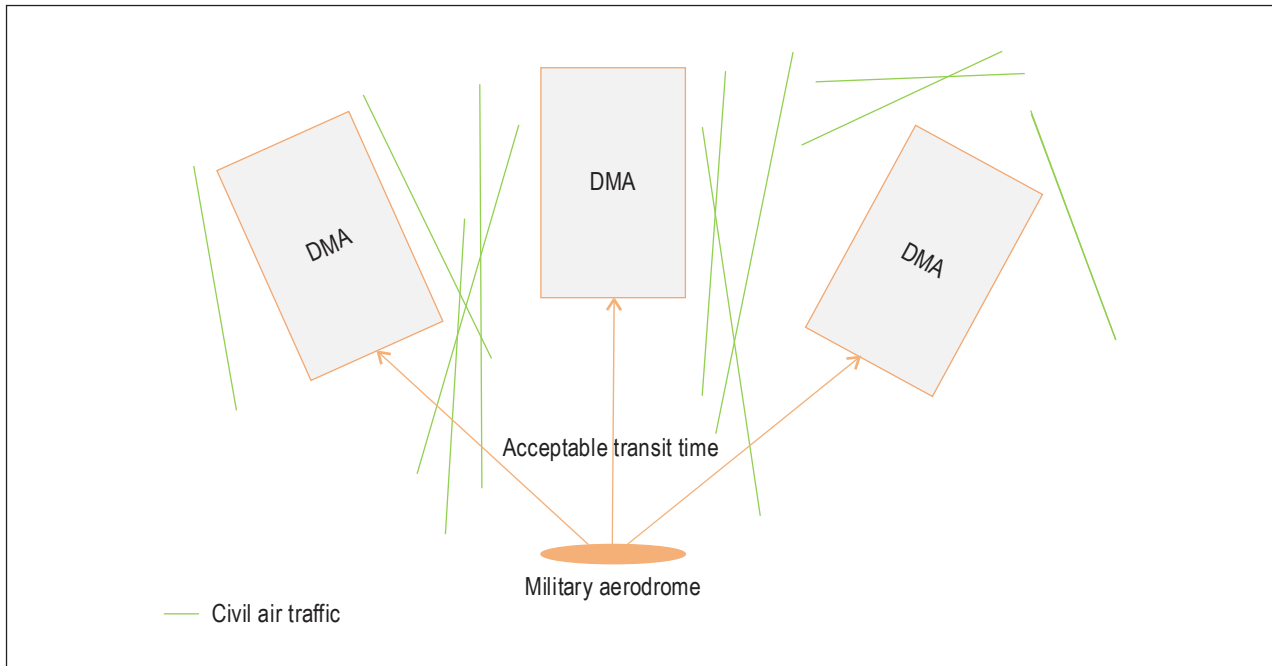 DMA
DMA
DMA
Acceptable transit time
Military aerodrome
Civil air traffic